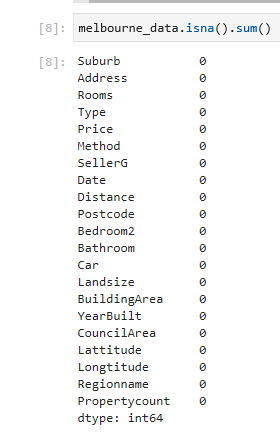 [8]: melbourne_data.isna().sum()
[8]: Suburb 0
Address 0
Rooms 0
Type 0
Price 0
Method 0
SellerG 0
Date 0
Distance 0
Postcode 0
Bedroom2 0
Bathroom 0
Car 0
Landsize 0
BuildingArea 0
YearBuilt 0
CouncilArea 0
Lattitude 0
Longtitude 0
Regionname 0
Propertycount 0
dtype: int64